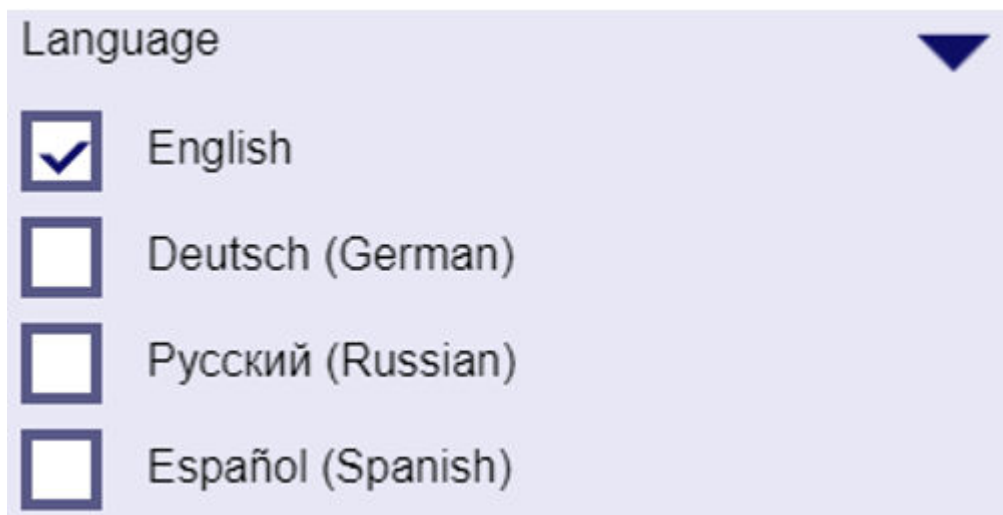 Language
English
Deutsch (German)
Русский (Russian)
Español (Spanish)